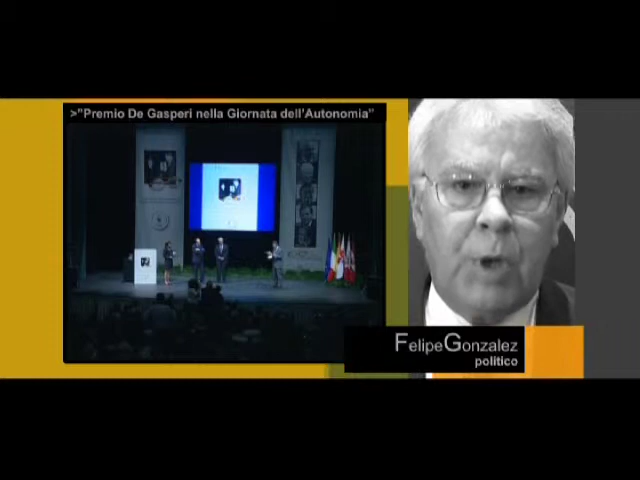 >"Premio De Gasperi nella Giornata dell'Autonomia"
FelipeGonzalez
politico